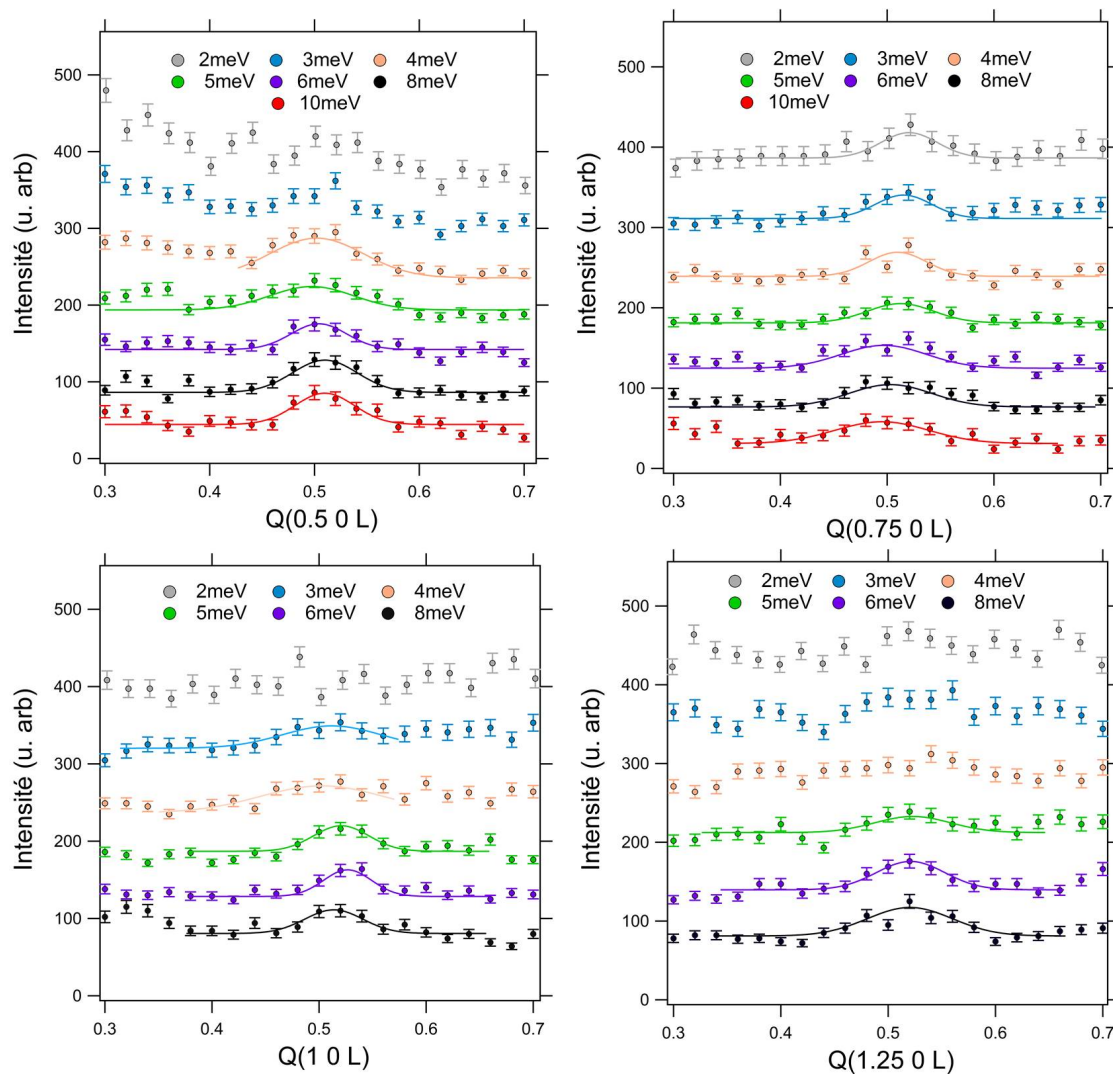 2meV 3meV 4meV
5meV 6meV 8meV
10meV
500
400
300
200
100
0
Intensité (u. arb)
0.3 0.4 0.5 0.6 0.7
Q(0.5 0 L)
2meV 3meV 4meV
5meV 6meV 8meV
10meV
500
400
300
200
100
0
Intensité (u. arb)
0.3 0.4 0.5 0.6 0.7
Q(0.75 0 L)
2meV 3meV 4meV
5meV 6meV 8meV
500
400
300
200
100
0
Intensité (u. arb)
0.3 0.4 0.5 0.6 0.7
Q(1 0 L)
2meV 3meV 4meV
5meV 6meV 8meV
500
400
300
200
100
0
Intensité (u. arb)
0.3 0.4 0.5 0.6 0.7
Q(1.25 0 L)